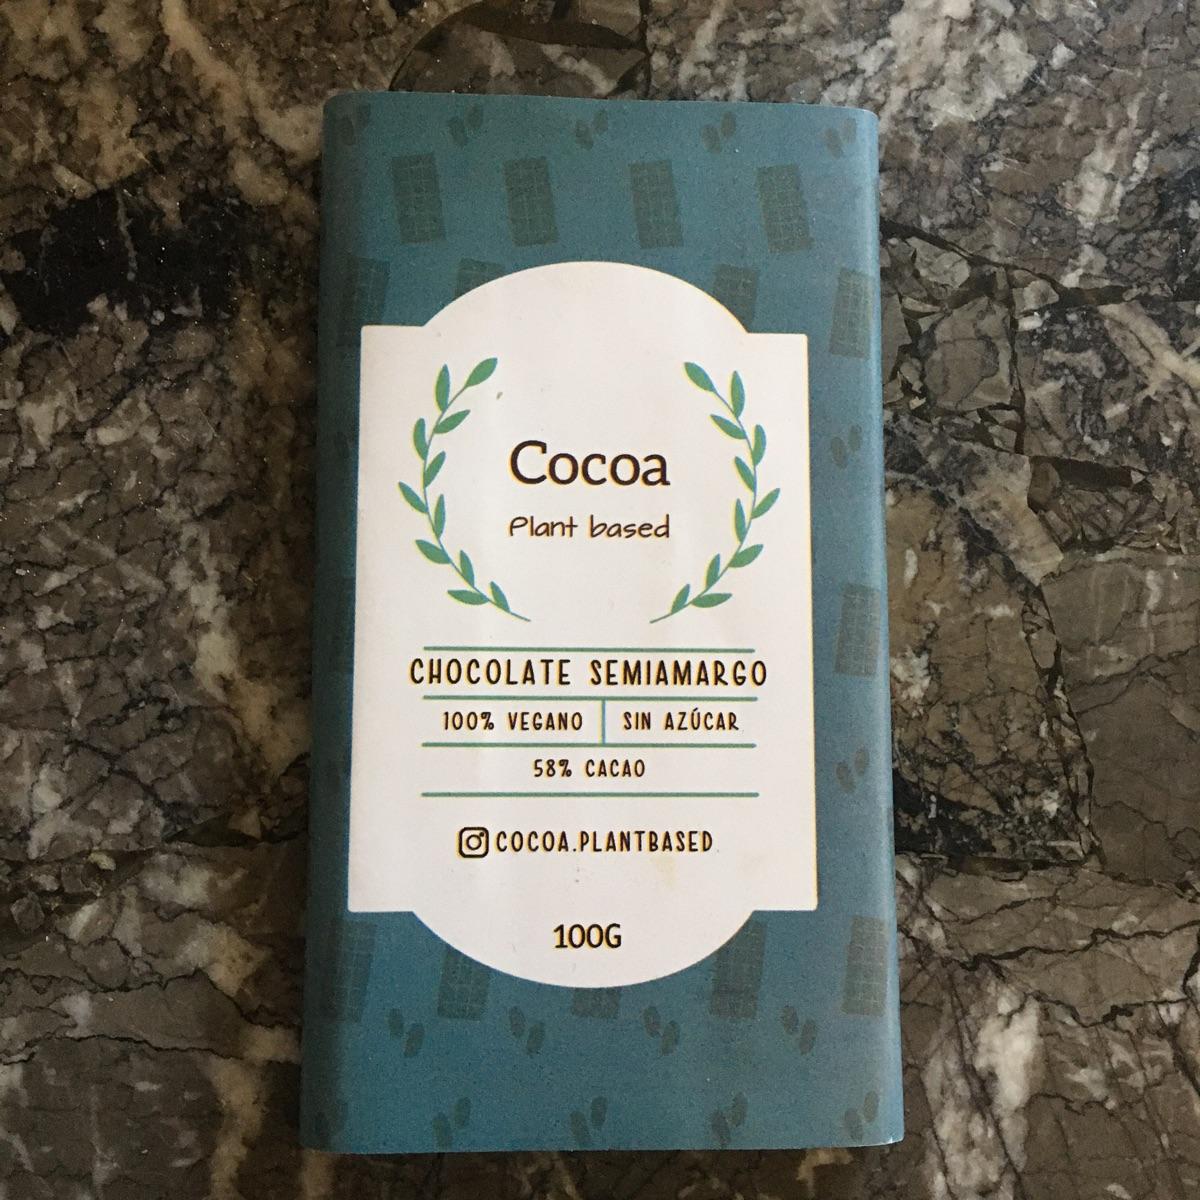 Cocoa
Plant based
CHOCOLATE SEMIAMARGO
100% VEGANO SIN AZÚCAR
58% CACAO
COCOA.PLANTBASED
100G